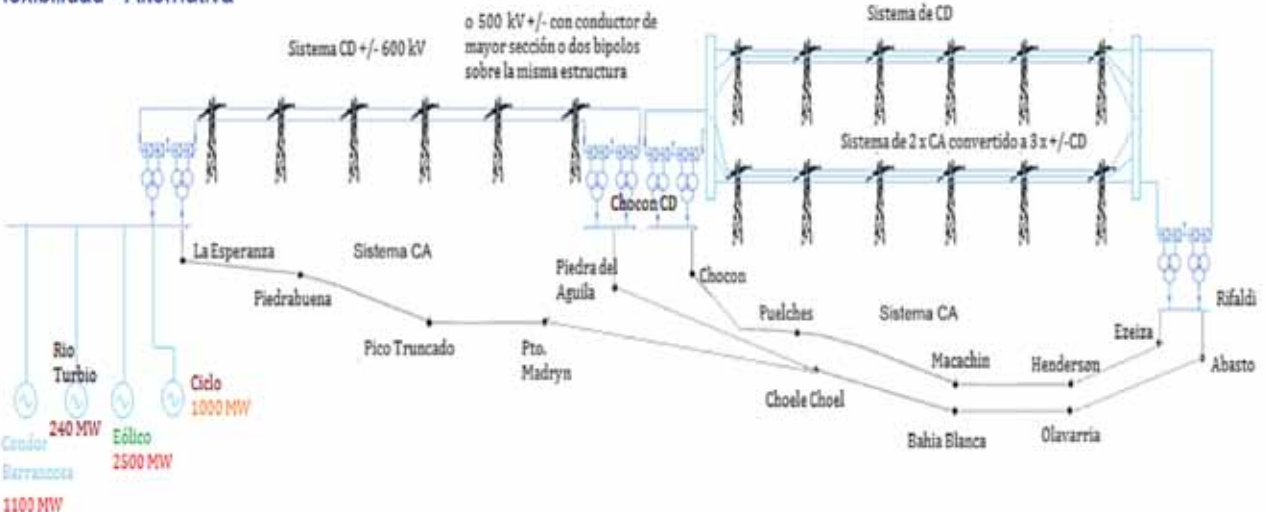 Sistema CD +/- 600 kV
o 500 kV +/- con conductor de
mayor sección o dos bipolos
sobre la misma estructura
Sistema de CD
Sistema de 2 x CA convertido a 3 x +/-CD
Chocon CD
La Esperanza
Sistema CA
Piedrabuena
Pico Truncado
Pto.
Madryn
Piedra del
Aguila
Chocon
Puelches
Sistema CA
Macachin
Henderson
Ezeiza
Rifaldi
Abasto
Choele Choel
Bahia Blanca
Olavarria
Rio
Turbio
240 MW
Ciclo
1000 MW
Eólico
2500 MW
Condor
Barrancosa
1100 MW